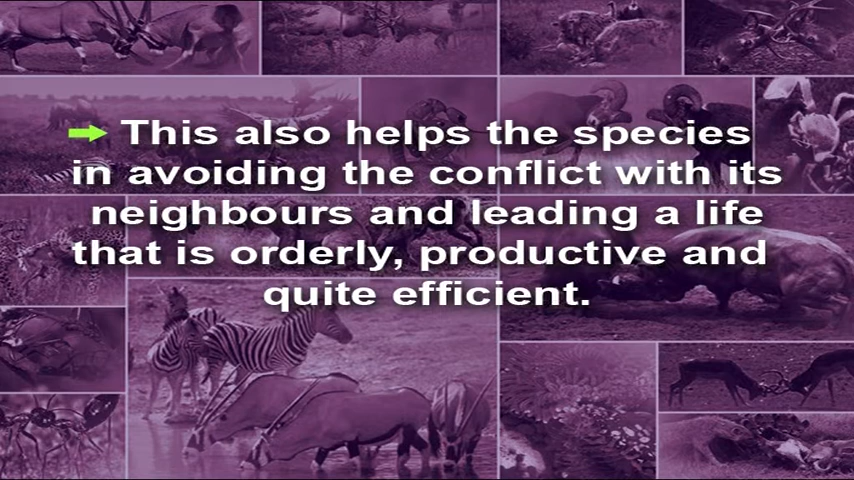 This also helps the species
in avoiding the conflict with its
neighbours and leading a life
that is orderly, productive and
quite efficient.